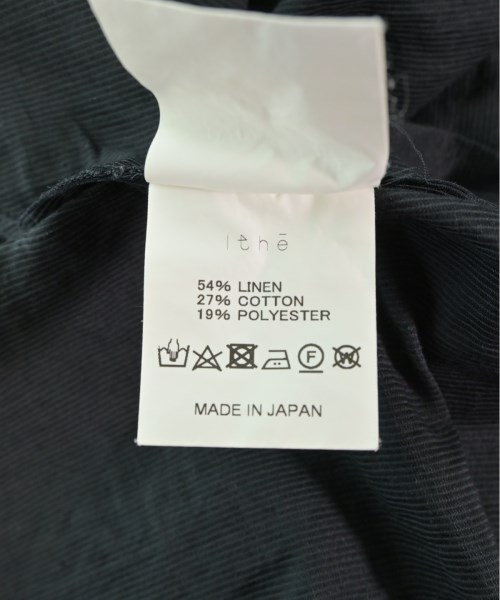 Ithē
54% LINEN
27% COTTON
19% POLYESTER
F W
MADE IN JAPAN